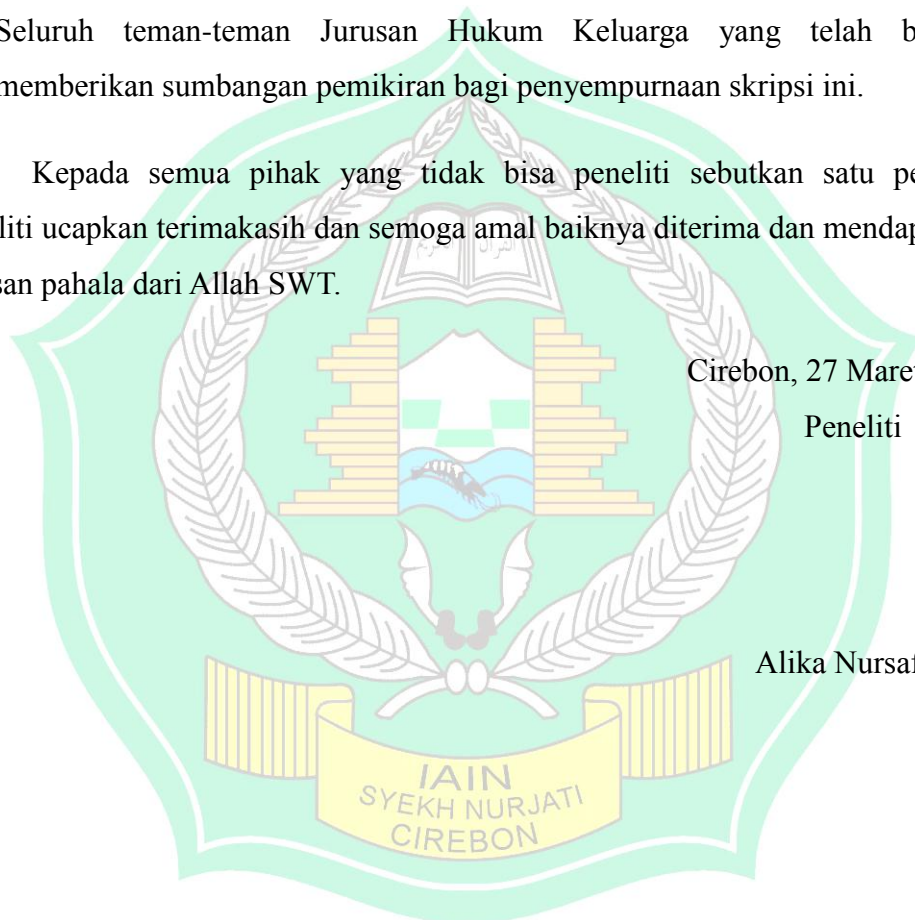 Seluruh teman-teman Jurusan Hukum Keluarga yang telah b
memberikan sumbangan pemikiran bagi penyempurnaan skripsi ini.
Kepada semua pihak yang tidak bisa peneliti sebutkan satu pe
liti ucapkan terimakasih dan semoga amal baiknya diterima dan mendap
san pahala dari Allah SWT.
Cirebon, 27 Mare
Peneliti
Alika Nursaf
IAIN
SYEKH NURJATI
CIREBON